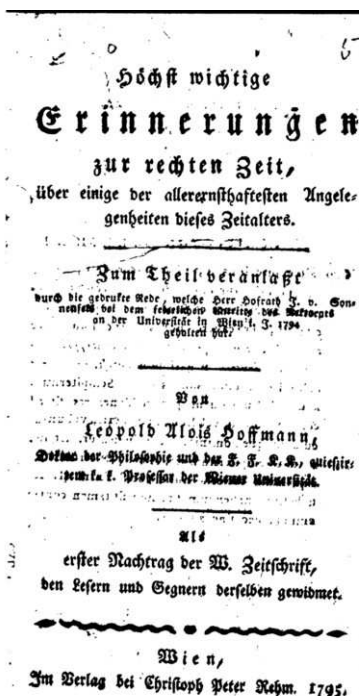 Höchst wichtige
Erinnerungen
zur rechten Zeit,
über einige der allerernsthaftesten Angele-
genheiten dieses Zeitalters.
Zum Theil veranlaßt
durch die gedrukte Rede, welche Herr Hofrath J. v. Son-
nenfels bei dem feierlichen Antritte des Rektorats
an der Universität in Wien i. J. 1794
gehalten hat.
Von
Leopold Alois Hoffmann,
Doktor der Philosophie und der F. F. K. K., quieszir-
tem k. k. Professor der Wiener Universität.
Als
erster Nachtrag der W. Zeitschrift,
den Lesern und Gegnern derselben gewidmet.
Wien,
Im Verlag bei Christoph Peter Rehm. 1795.